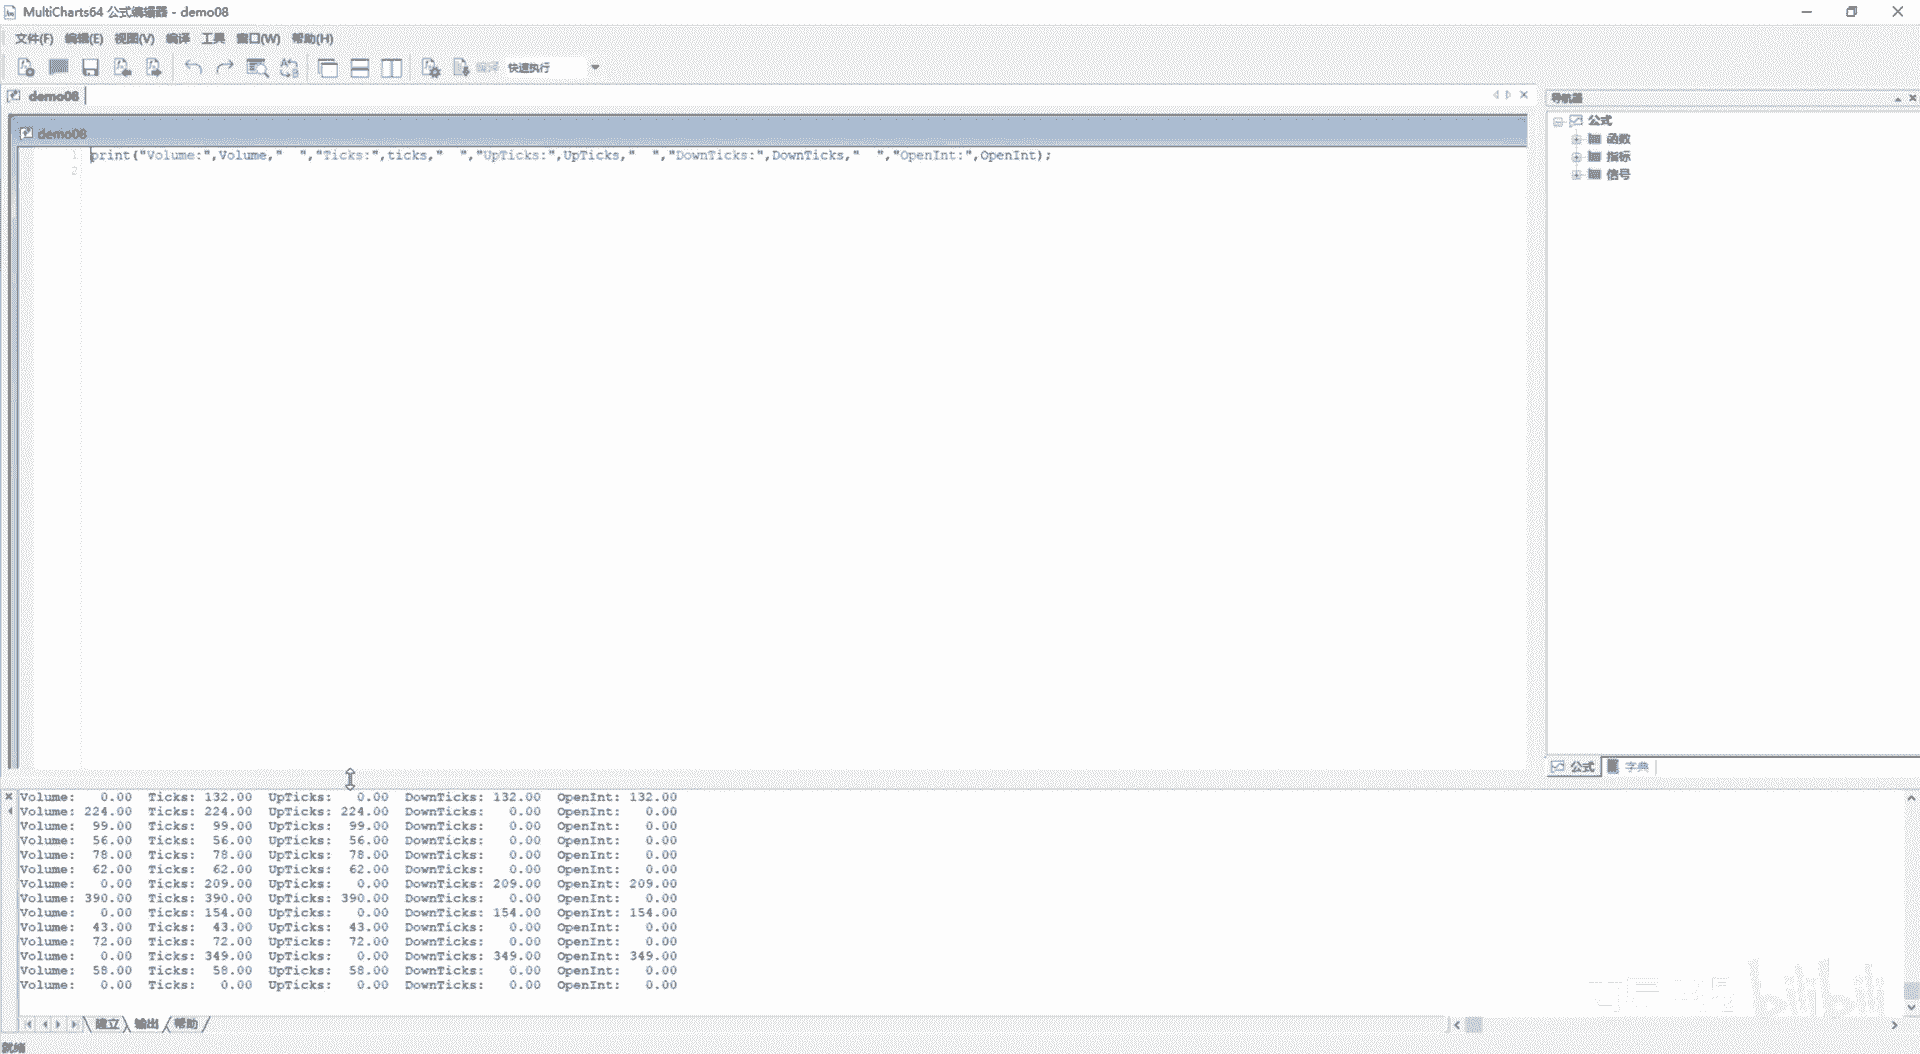 MultiCharts64 公式编辑器 - demo08
文件(F) 编辑(E) 视图(V) 编译 工具 窗口(W) 帮助(H)
编译 快速执行
demo08
导航器
demo08
公式
函数
指标
信号
1 print("Volume:",Volume,"  ","Ticks:",ticks,"  ","UpTicks:",UpTicks,"  ","DownTicks:",DownTicks,"  ","OpenInt:",OpenInt);
2
公式 字典
Volume: 0.00 Ticks: 132.00 UpTicks: 0.00 DownTicks: 132.00 OpenInt: 132.00
Volume: 224.00 Ticks: 224.00 UpTicks: 224.00 DownTicks: 0.00 OpenInt: 0.00
Volume: 99.00 Ticks: 99.00 UpTicks: 99.00 DownTicks: 0.00 OpenInt: 0.00
Volume: 56.00 Ticks: 56.00 UpTicks: 56.00 DownTicks: 0.00 OpenInt: 0.00
Volume: 78.00 Ticks: 78.00 UpTicks: 78.00 DownTicks: 0.00 OpenInt: 0.00
Volume: 62.00 Ticks: 62.00 UpTicks: 62.00 DownTicks: 0.00 OpenInt: 0.00
Volume: 0.00 Ticks: 209.00 UpTicks: 0.00 DownTicks: 209.00 OpenInt: 209.00
Volume: 390.00 Ticks: 390.00 UpTicks: 390.00 DownTicks: 0.00 OpenInt: 0.00
Volume: 0.00 Ticks: 154.00 UpTicks: 0.00 DownTicks: 154.00 OpenInt: 154.00
Volume: 43.00 Ticks: 43.00 UpTicks: 43.00 DownTicks: 0.00 OpenInt: 0.00
Volume: 72.00 Ticks: 72.00 UpTicks: 72.00 DownTicks: 0.00 OpenInt: 0.00
Volume: 0.00 Ticks: 349.00 UpTicks: 0.00 DownTicks: 349.00 OpenInt: 349.00
Volume: 58.00 Ticks: 58.00 UpTicks: 58.00 DownTicks: 0.00 OpenInt: 0.00
Volume: 0.00 Ticks: 0.00 UpTicks: 0.00 DownTicks: 0.00 OpenInt: 0.00
bilibili
建立 输出 帮助
就绪